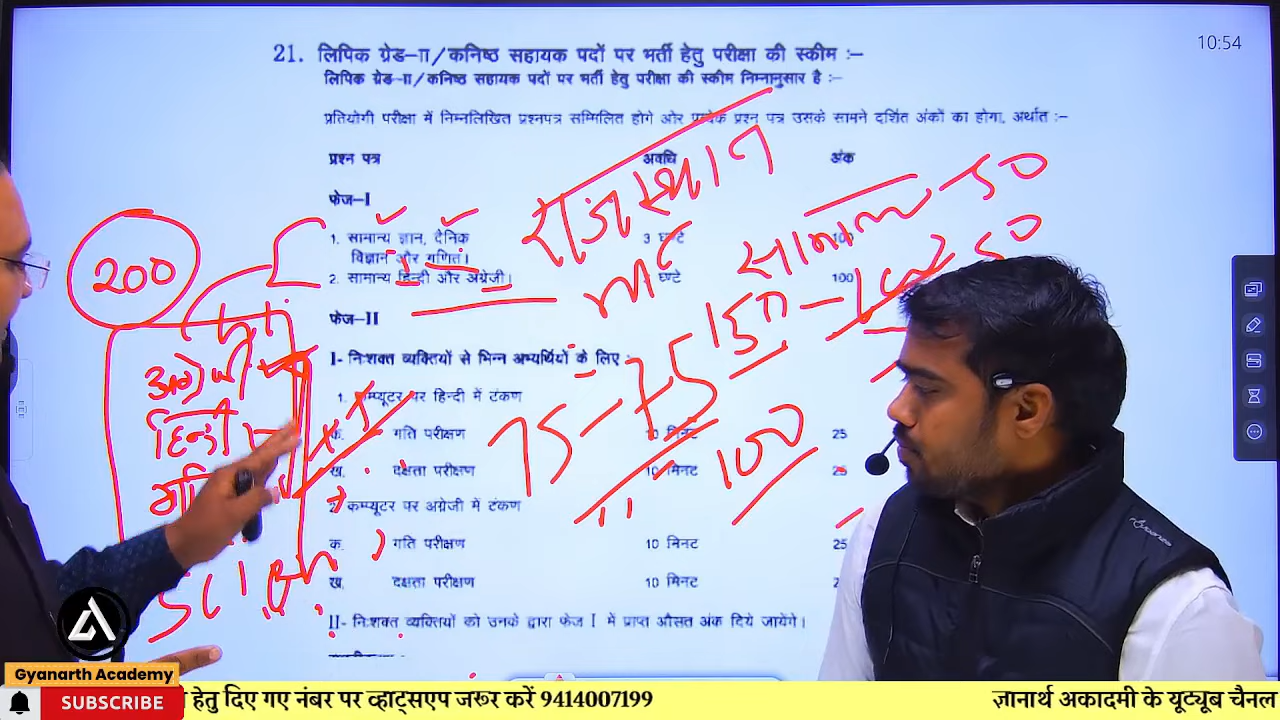 10:54
21. लिपिक ग्रेड-II/कनिष्ठ सहायक पदों पर भर्ती हेतु परीक्षा की स्कीम :-
लिपिक ग्रेड-II/कनिष्ठ सहायक पदों पर भर्ती हेतु परीक्षा की स्कीम निम्नानुसार है :-
प्रतियोगी परीक्षा में निम्नलिखित प्रश्नपत्र सम्मिलित होगे ओर प्रत्येक प्रश्न पत्र उसके सामने दर्शित अंकों का होगा, अर्थात :-
प्रश्न पत्र अवधि अंक
फेज-I
1. सामान्य ज्ञान, दैनिक 3 घण्टे
विज्ञान और गणित।
2. सामान्य हिन्दी और अंग्रेजी। घण्टे 100
फेज-II
I- निःशक्त व्यक्तियों से भिन्न अभ्यर्थियों के लिए :
1. कम्प्यूटर पर हिन्दी में टंकण
क. गति परीक्षण 10 मिनट 25
ख. दक्षता परीक्षण 10 मिनट 25
2. कम्प्यूटर पर अंग्रेजी में टंकण
क. गति परीक्षण 10 मिनट 25
ख. दक्षता परीक्षण 10 मिनट
II- निःशक्त व्यक्तियों को उनके द्वारा फेज I में प्राप्त औसत अंक दिये जायेंगे।
राजस्थान
200
50
50
150
75-75
100
अंग्रेजी
हिन्दी
Gyanarth Academy
SUBSCRIBE
हेतु दिए गए नंबर पर व्हाट्सएप जरूर करें 9414007199 ज्ञानार्थ अकादमी के यूट्यूब चैनल